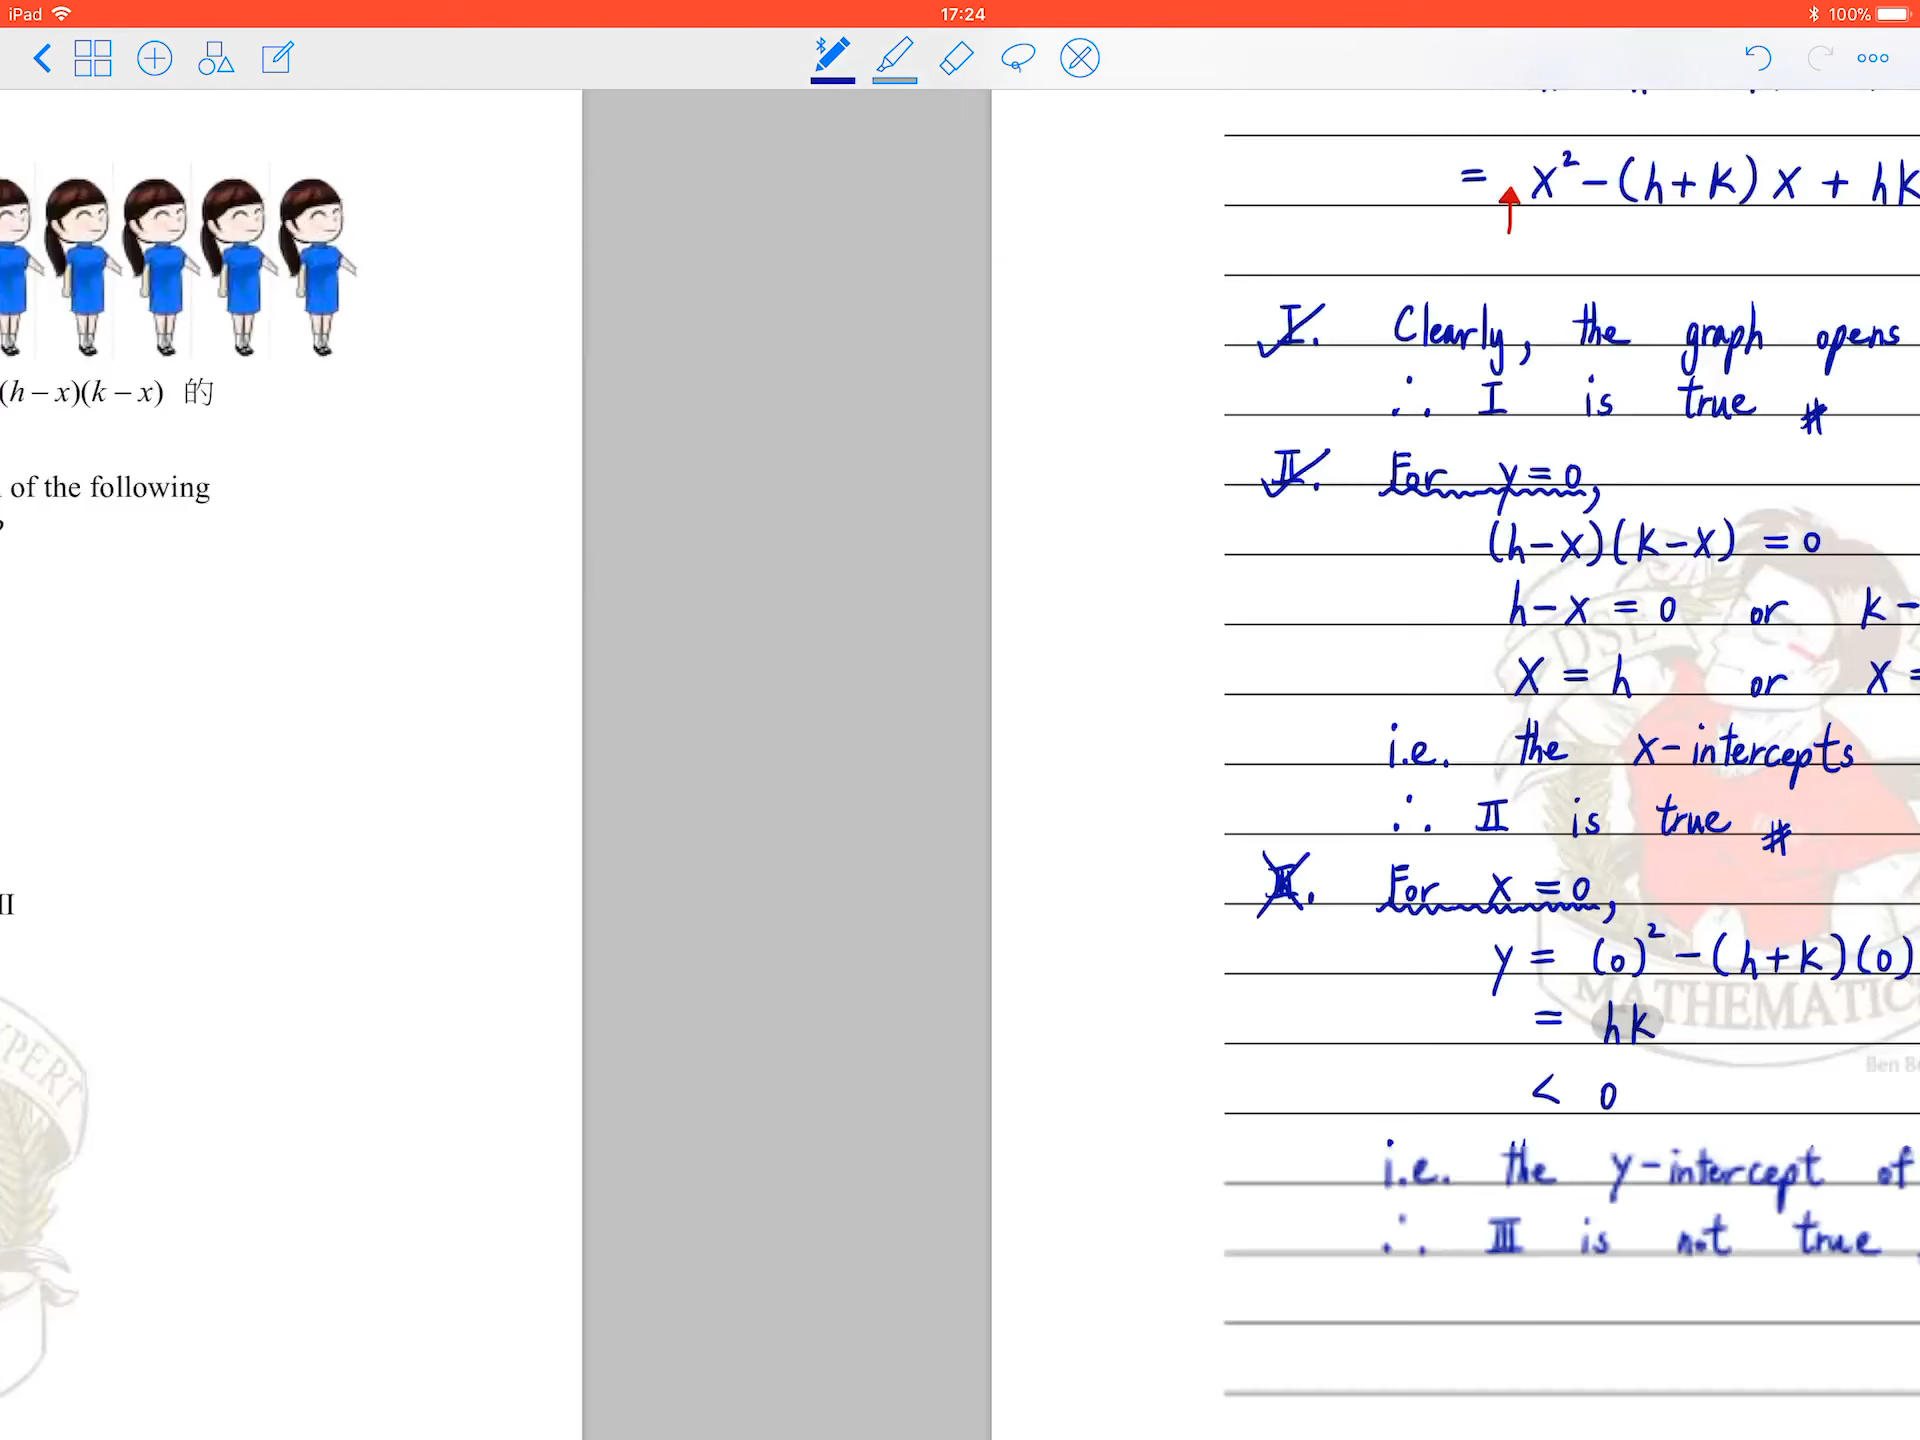 iPad
17:24
100%
(h – x)(k – x) 的
of the following
?
II
XPERT
= x² – (h+k) x + hk
I. Clearly, the graph opens
∴ I is true #
II. For y = 0,
(h–x)(k–x) = 0
h–x = 0 or k –
x = h or x =
i.e. the x-intercepts
∴ II is true #
III. For x = 0,
y = (0)² – (h+k)(0)
= hk
< 0
i.e. the y-intercept of
∴ III is not true
DSE
MATHEMATIC
Ben